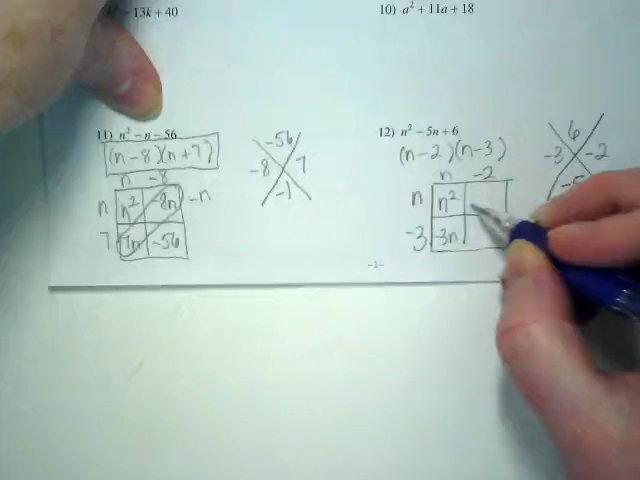 - 13k + 40
10) a² + 11a + 18
11) n² - n - 56
(n - 8)(n + 7)
n -8
n n² -8n -n
7 7n -56
-56
-8 7
-1
12) n² - 5n + 6
(n - 2)(n - 3)
n -2
n n²
-3 -3n
6
-3 -2
-5
-2-